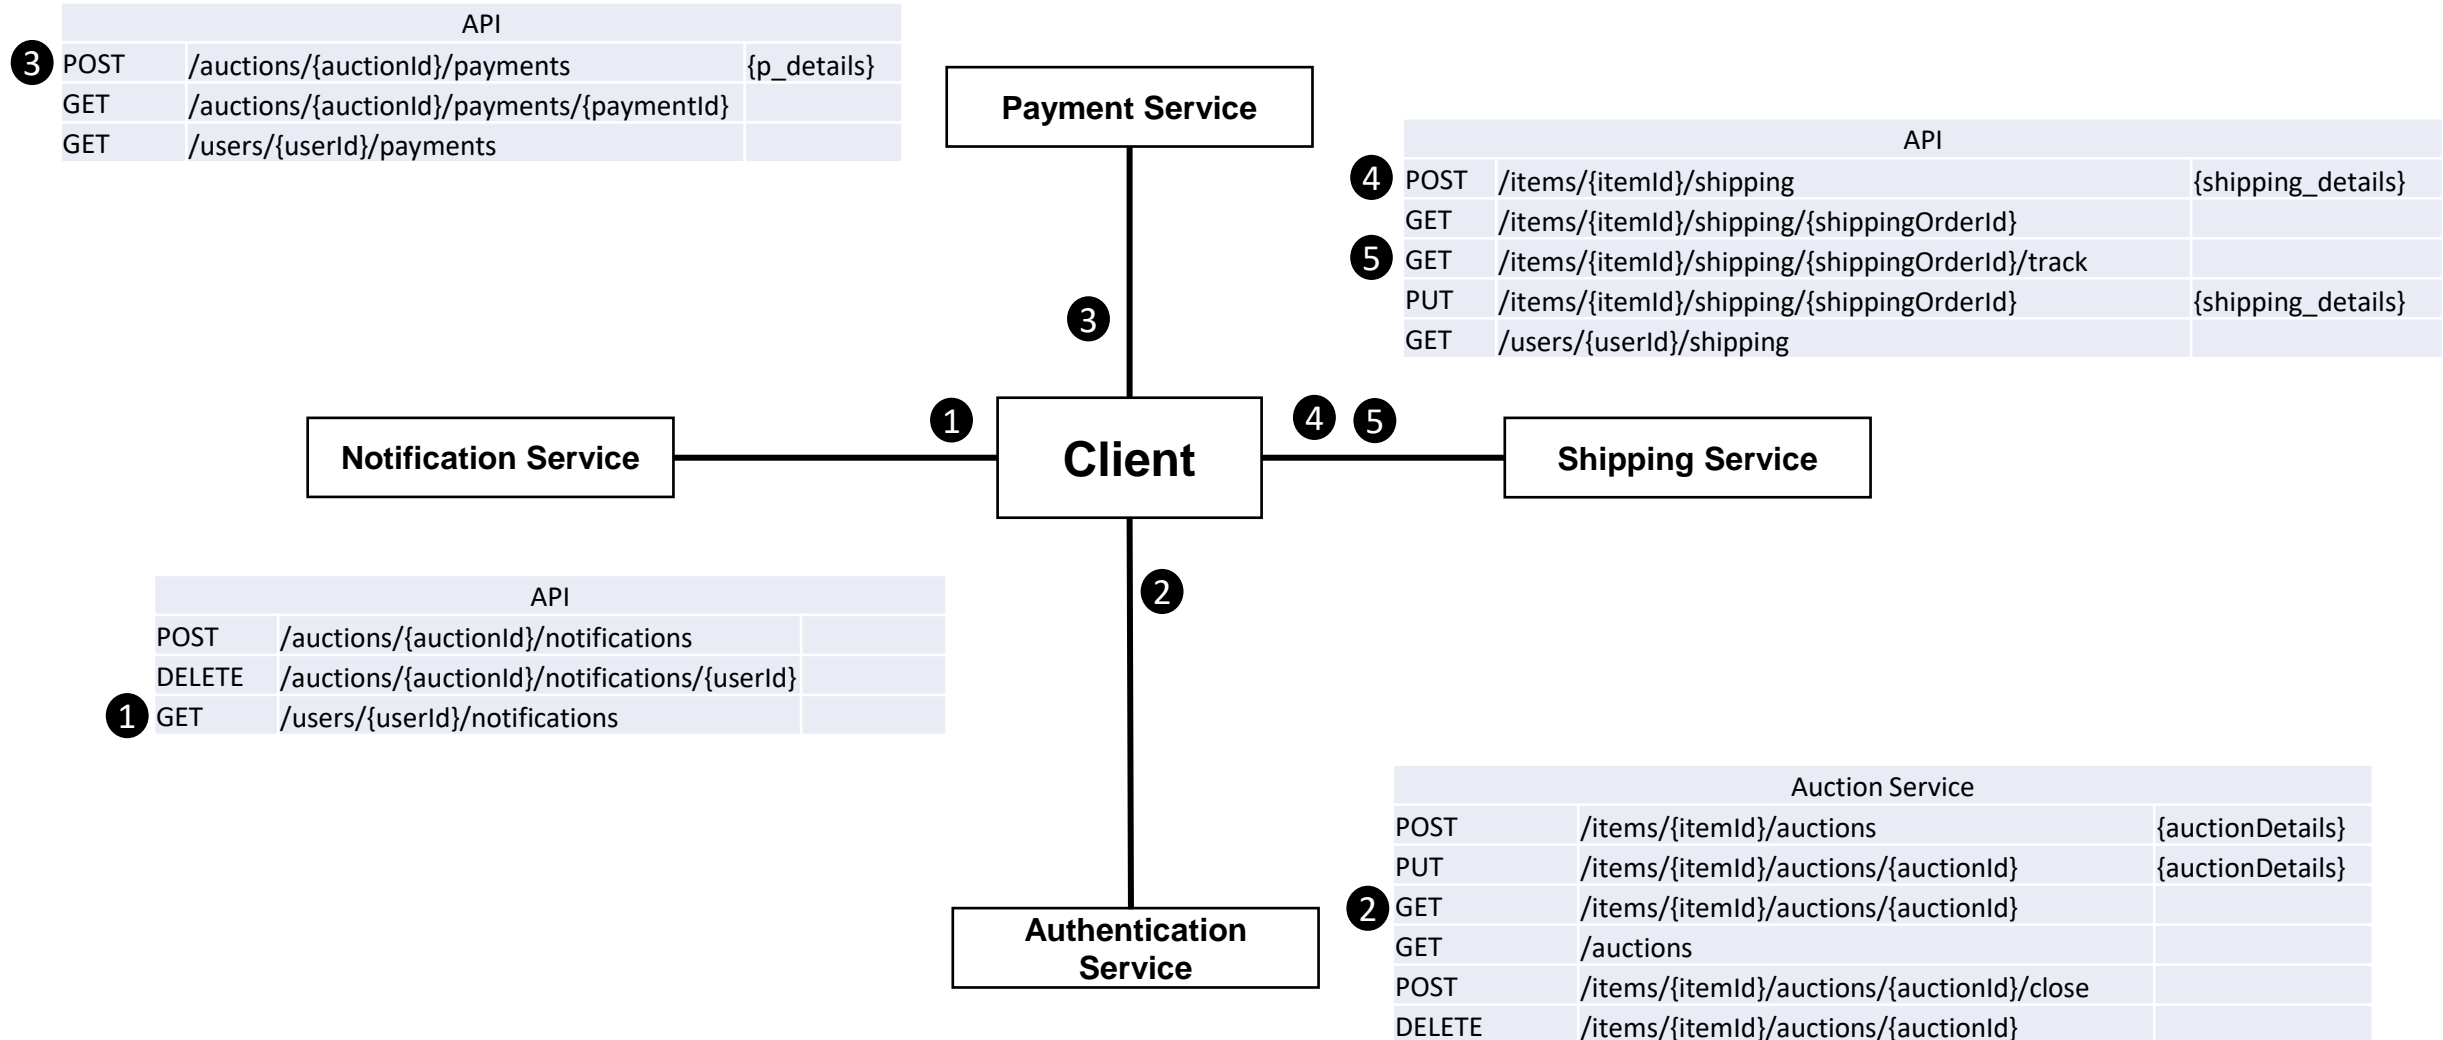 API
3 POST /auctions/{auctionId}/payments {p_details}
GET /auctions/{auctionId}/payments/{paymentId}
GET /users/{userId}/payments
Payment Service
API
4 POST /items/{itemId}/shipping {shipping_details}
GET /items/{itemId}/shipping/{shippingOrderId}
5 GET /items/{itemId}/shipping/{shippingOrderId}/track
PUT /items/{itemId}/shipping/{shippingOrderId} {shipping_details}
GET /users/{userId}/shipping
3
1
4 5
Notification Service
Client
Shipping Service
2
API
POST /auctions/{auctionId}/notifications
DELETE /auctions/{auctionId}/notifications/{userId}
1 GET /users/{userId}/notifications
Authentication
Service
Auction Service
POST /items/{itemId}/auctions {auctionDetails}
PUT /items/{itemId}/auctions/{auctionId} {auctionDetails}
2 GET /items/{itemId}/auctions/{auctionId}
GET /auctions
POST /items/{itemId}/auctions/{auctionId}/close
DELETE /items/{itemId}/auctions/{auctionId}